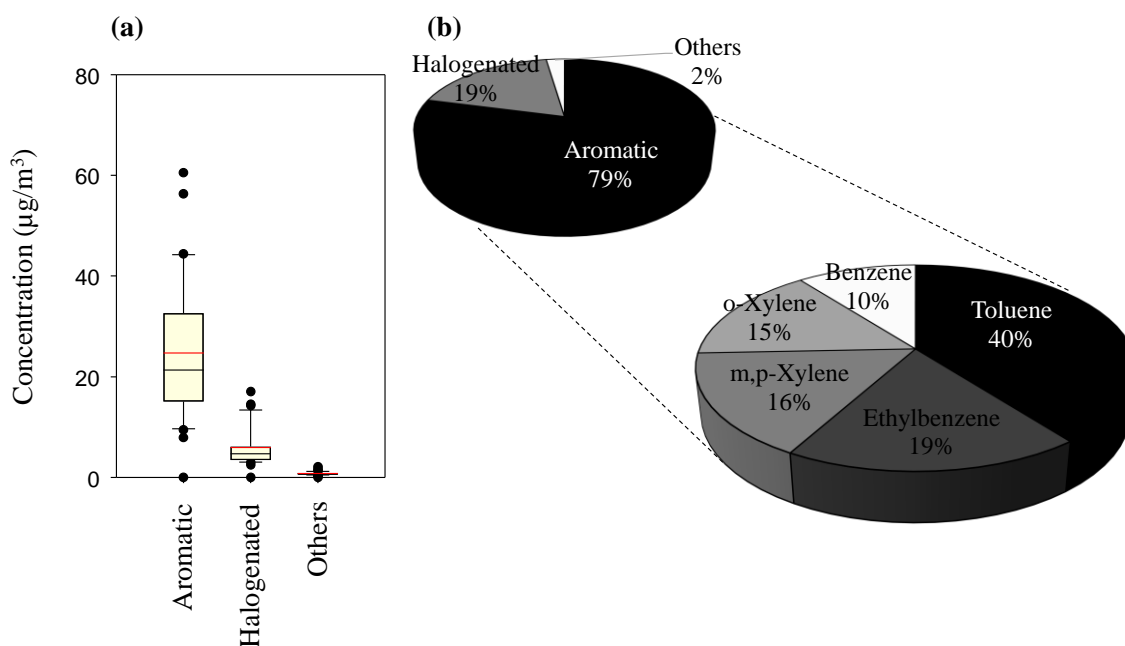 (a)
Concentration (µg/m³)
80
60
40
20
0
Aromatic
Halogenated
Others
(b)
Others
2%
Halogenated
19%
Aromatic
79%
Benzene
10%
Toluene
40%
o-Xylene
15%
m,p-Xylene
16%
Ethylbenzene
19%